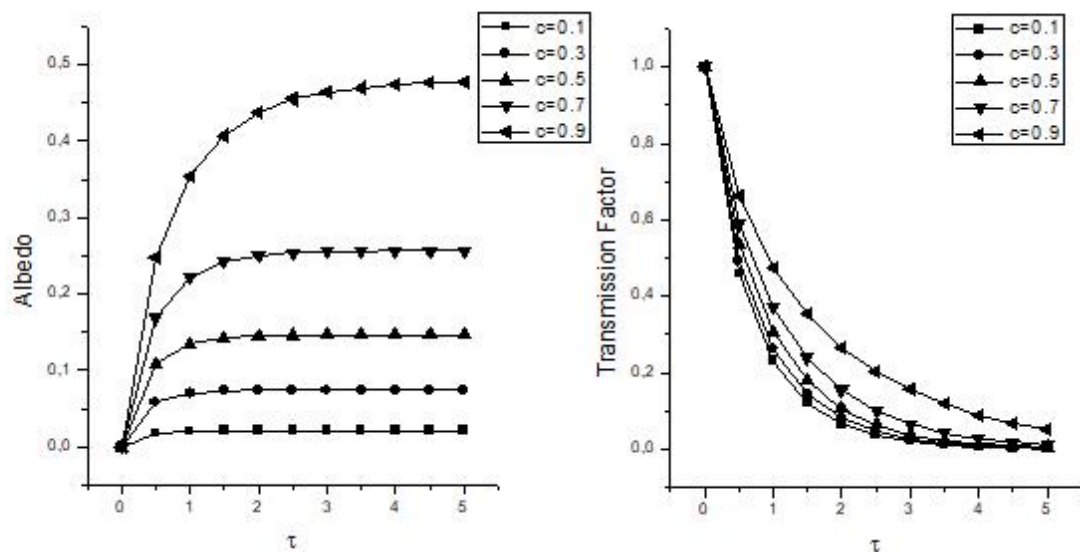 c=0.1
c=0.3
c=0.5
c=0.7
c=0.9
0,5
0,4
0,3
0,2
0,1
0,0
Albedo
0 1 2 3 4 5
τ
c=0.1
c=0.3
c=0.5
c=0.7
c=0.9
1,0
0,8
0,6
0,4
0,2
0,0
Transmission Factor
0 1 2 3 4 5
τ